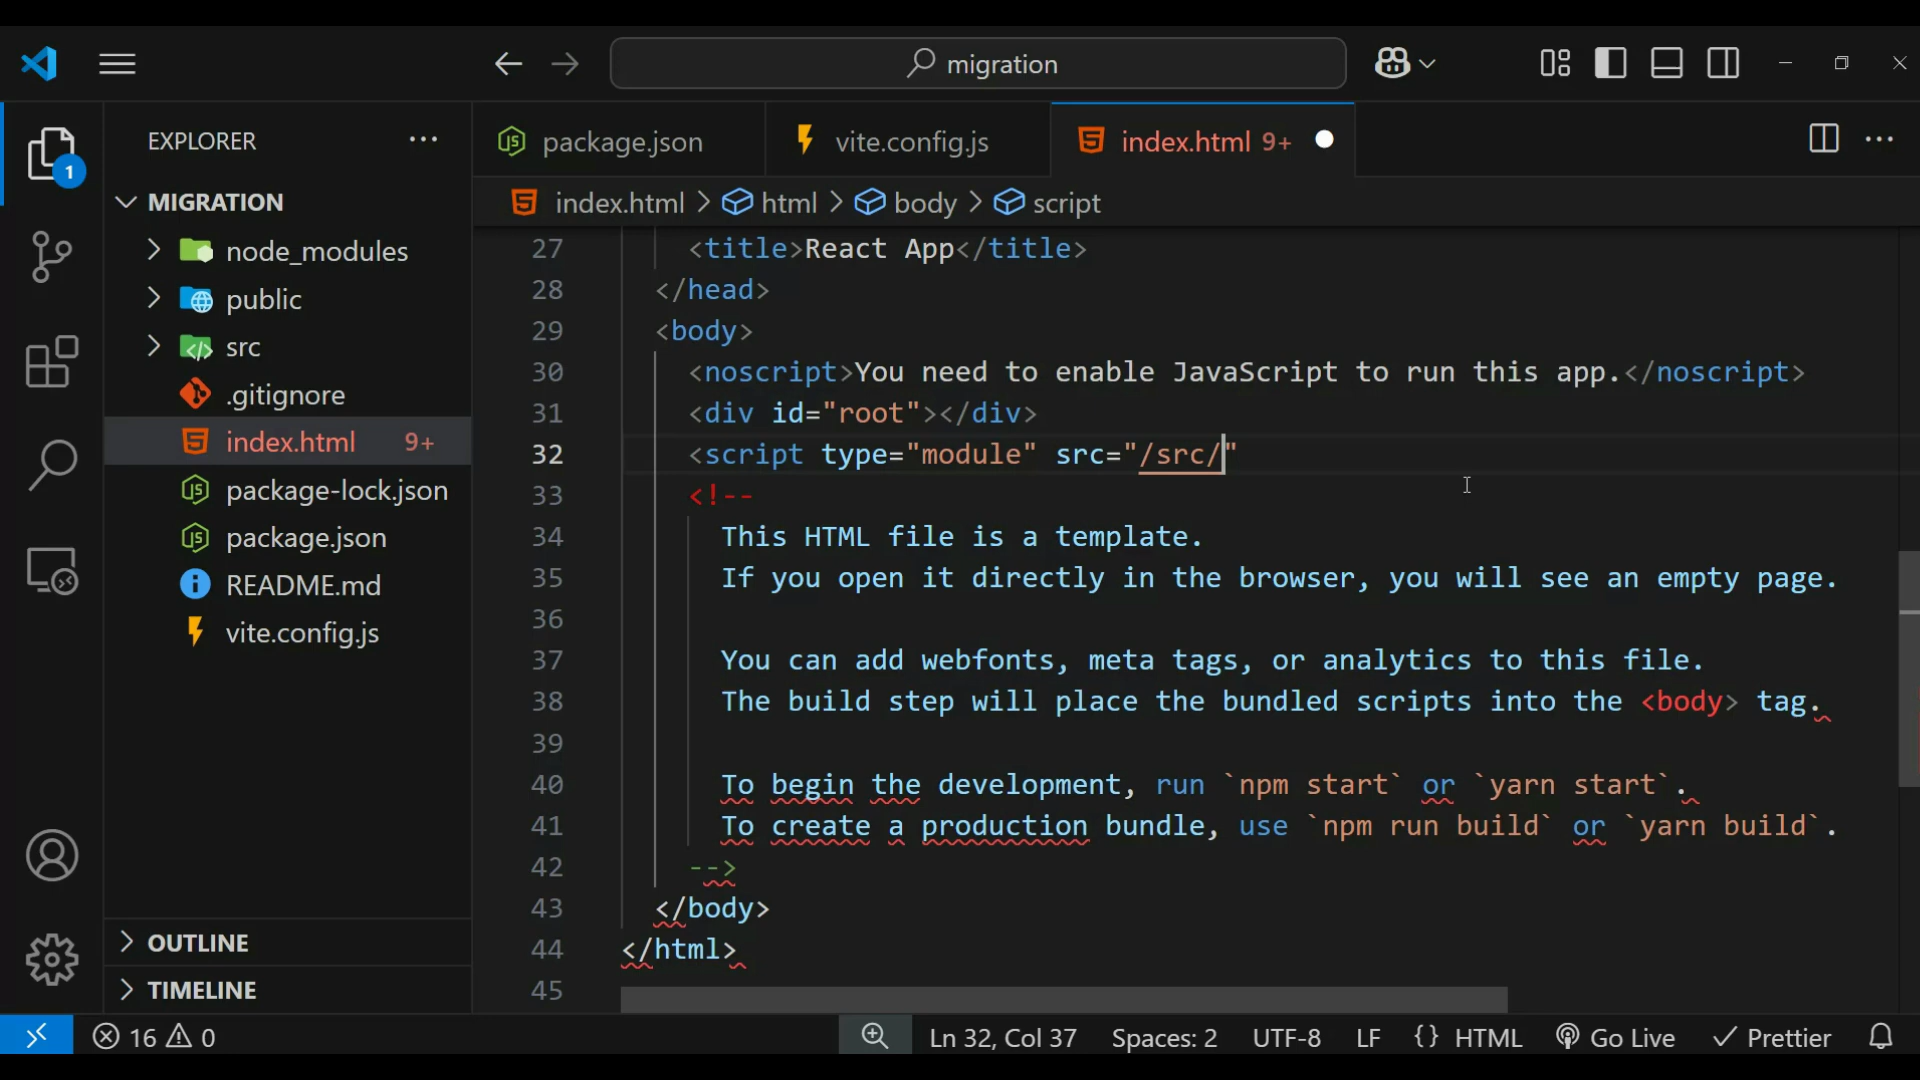 migration
EXPLORER ...
package.json
vite.config.js
index.html 9+
1
index.html > html > body > script
MIGRATION
node_modules
public
src
.gitignore
index.html 9+
package-lock.json
package.json
README.md
vite.config.js
OUTLINE
TIMELINE
27 <title>React App</title>
28 </head>
29 <body>
30 <noscript>You need to enable JavaScript to run this app.</noscript>
31 <div id="root"></div>
32 <script type="module" src="/src/"
33 <!--
34 This HTML file is a template.
35 If you open it directly in the browser, you will see an empty page.
36
37 You can add webfonts, meta tags, or analytics to this file.
38 The build step will place the bundled scripts into the <body> tag.
39
40 To begin the development, run `npm start` or `yarn start`.
41 To create a production bundle, use `npm run build` or `yarn build`.
42 -->
43 </body>
44 </html>
45
16 0 Ln 32, Col 37 Spaces: 2 UTF-8 LF {} HTML Go Live Prettier